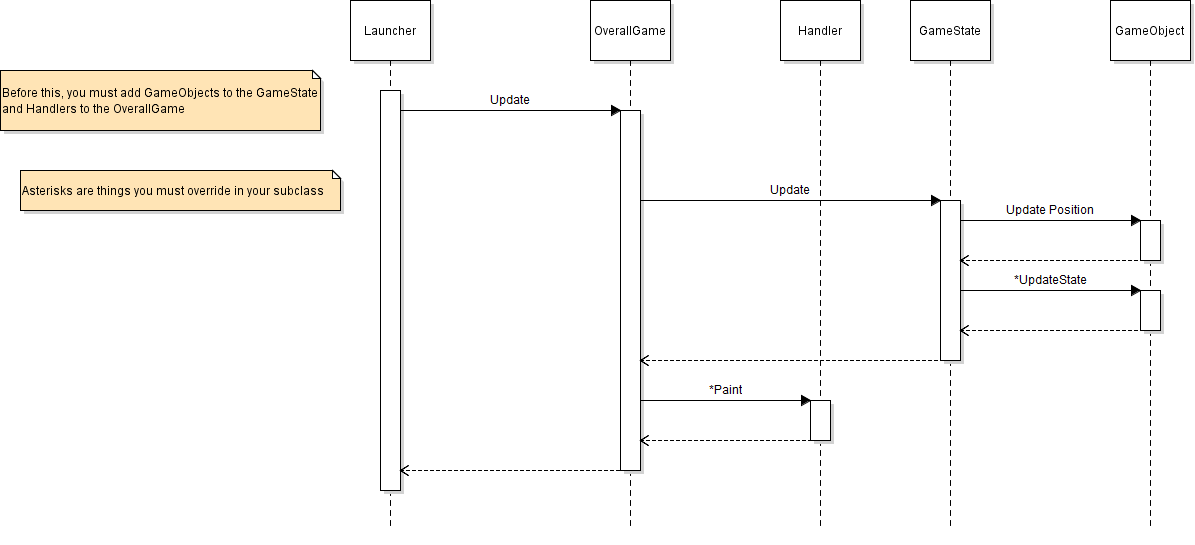 Launcher
OverallGame
Handler
GameState
GameObject
Before this, you must add GameObjects to the GameState
and Handlers to the OverallGame
Update
Asterisks are things you must override in your subclass
Update
Update Position
*UpdateState
*Paint